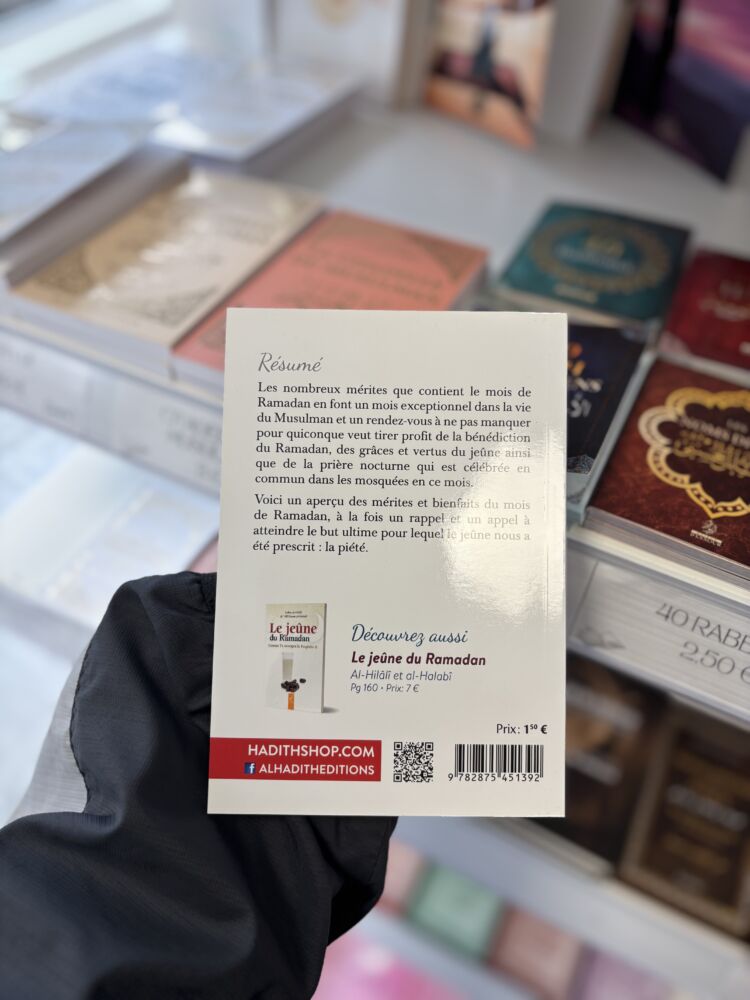 Résumé
Les nombreux mérites que contient le mois de
Ramadan en font un mois exceptionnel dans la vie
du Musulman et un rendez-vous à ne pas manquer
pour quiconque veut tirer profit de la bénédiction
du Ramadan, des grâces et vertus du jeûne ainsi
que de la prière nocturne qui est célébrée en
commun dans les mosquées en ce mois.
Voici un aperçu des mérites et bienfaits du mois
de Ramadan, à la fois un rappel et un appel à
atteindre le but ultime pour lequel le jeûne nous a
été prescrit : la piété.
Le jeûne
du Ramadan
Découvrez aussi
Le jeûne du Ramadan
Al-Hilâlî et al-Halabî
Pg 160 • Prix: 7 €
Prix: 1⁵⁰ €
HADITHSHOP.COM
f ALHADITHEDITIONS
9 782875 451392
40 RABB
2,50 €